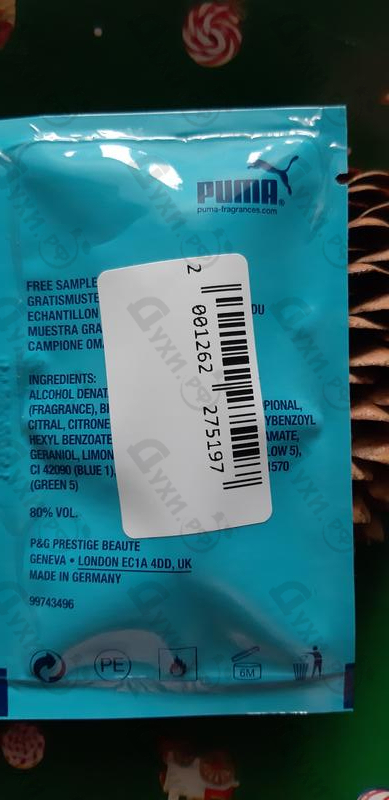 PUMA®
puma-fragrances.com
FREE SAMPLE
GRATISMUSTE
ECHANTILLON DU
MUESTRA GRA
CAMPIONE OM
2 001262 275197
INGREDIENTS:
ALCOHOL DENAT
(FRAGRANCE), B PIONAL,
CITRAL, CITRONE YBENZOYL
HEXYL BENZOATE AMATE,
GERANIOL, LIMON LOW 5),
CI 42090 (BLUE 1), 1570
(GREEN 5)
80% VOL.
P&G PRESTIGE BEAUTE
GENEVA • LONDON EC1A 4DD, UK
MADE IN GERMANY
99743496
PE
6M
духи.рф